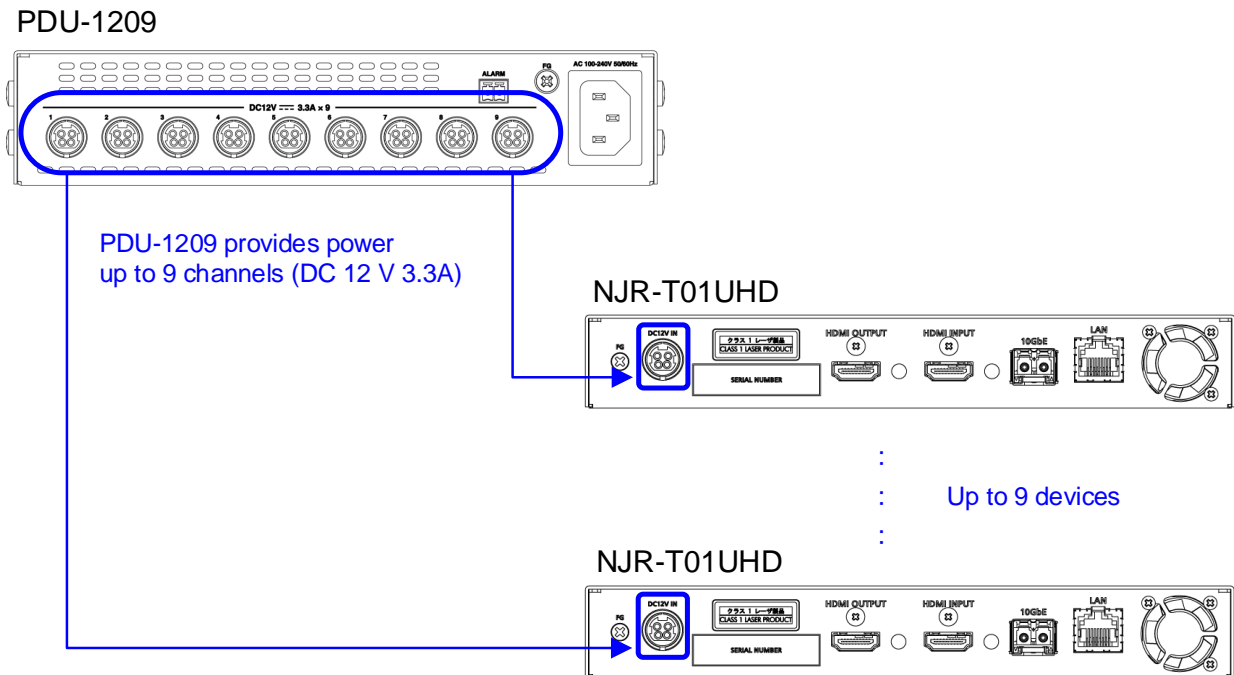 PDU-1209
ALARM
FG
AC 100-240V 50/60Hz
DC12V ⎓ 3.3A × 9
1 2 3 4 5 6 7 8 9
PDU-1209 provides power
up to 9 channels (DC 12 V 3.3A)
NJR-T01UHD
FG
DC12V IN
クラス 1 レーザ製品
CLASS 1 LASER PRODUCT
SERIAL NUMBER
HDMI OUTPUT
HDMI INPUT
10GbE
LAN
:
: Up to 9 devices
:
NJR-T01UHD
FG
DC12V IN
クラス 1 レーザ製品
CLASS 1 LASER PRODUCT
SERIAL NUMBER
HDMI OUTPUT
HDMI INPUT
10GbE
LAN